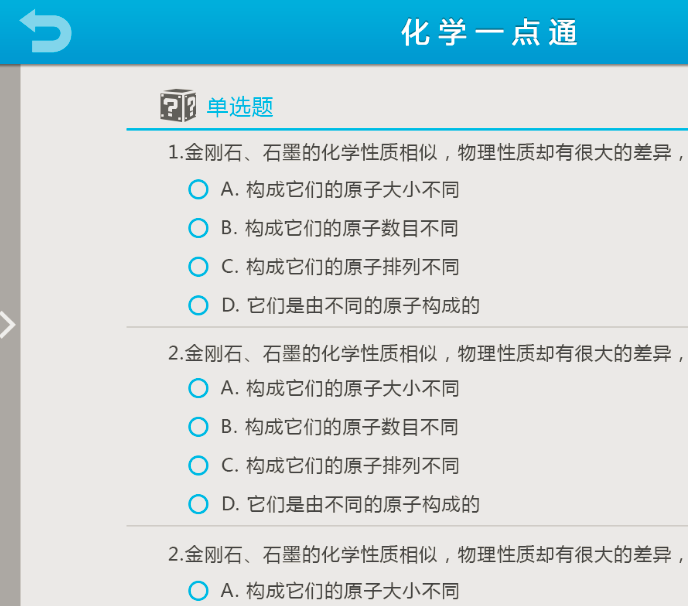 化学一点通
单选题
1.金刚石、石墨的化学性质相似，物理性质却有很大的差异，
A. 构成它们的原子大小不同
B. 构成它们的原子数目不同
C. 构成它们的原子排列不同
D. 它们是由不同的原子构成的
2.金刚石、石墨的化学性质相似，物理性质却有很大的差异，
A. 构成它们的原子大小不同
B. 构成它们的原子数目不同
C. 构成它们的原子排列不同
D. 它们是由不同的原子构成的
2.金刚石、石墨的化学性质相似，物理性质却有很大的差异，
A. 构成它们的原子大小不同